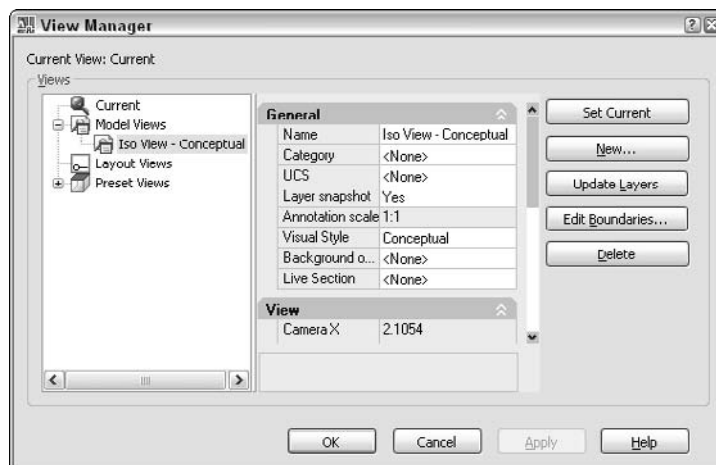 View Manager
Current View: Current
Views
Current
Model Views
Iso View - Conceptual
Layout Views
Preset Views
General
Name Iso View - Conceptual
Category <None>
UCS <None>
Layer snapshot Yes
Annotation scale 1:1
Visual Style Conceptual
Background o... <None>
Live Section <None>
View
Camera X 2.1054
Set Current
New...
Update Layers
Edit Boundaries...
Delete
OK Cancel Apply Help